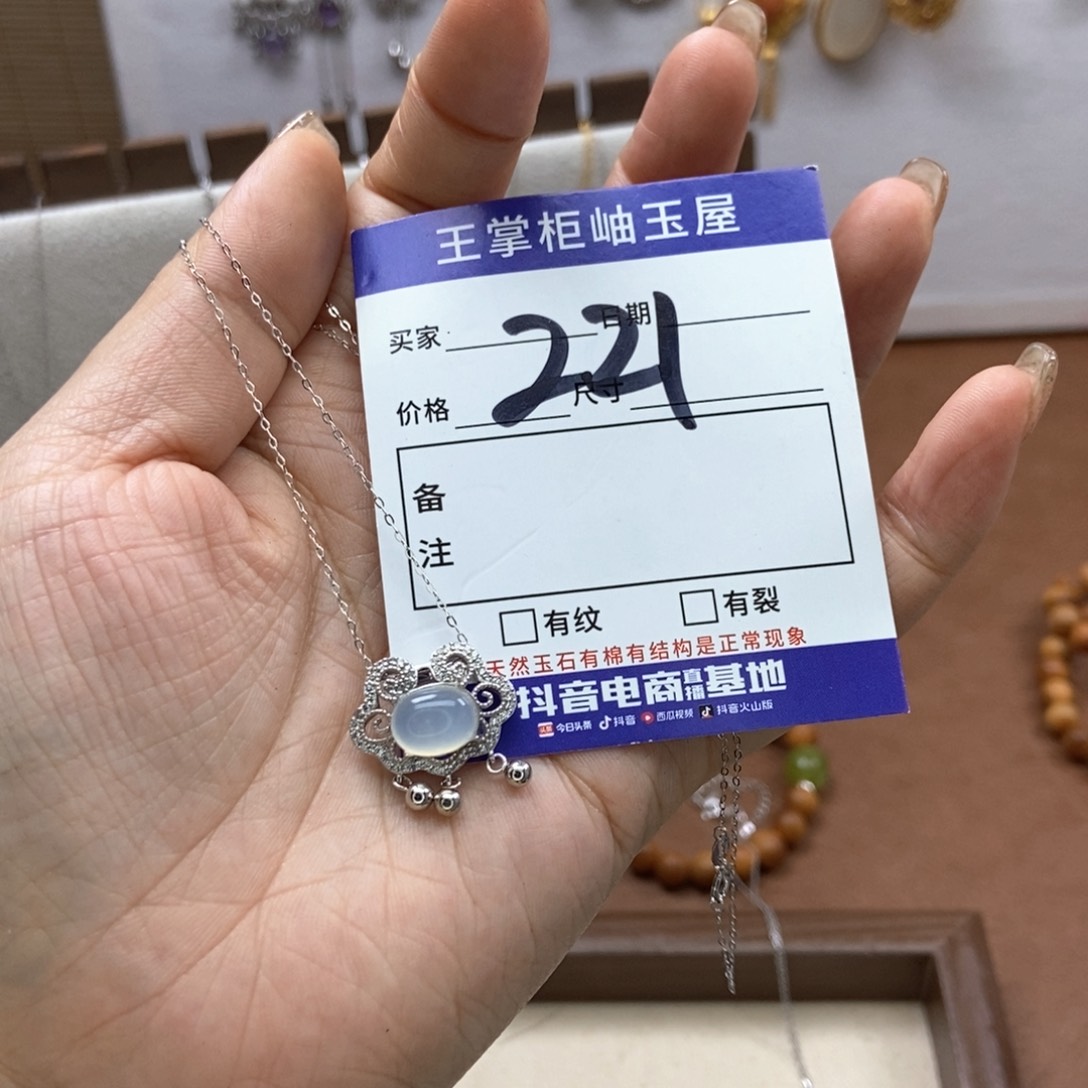 王掌柜岫玉屋
买家 日期
221
价格 尺寸
备
注
有纹 有裂
天然玉石有棉有结构是正常现象
抖音电商直播基地
头条 今日头条 抖音 西瓜视频 抖音火山版